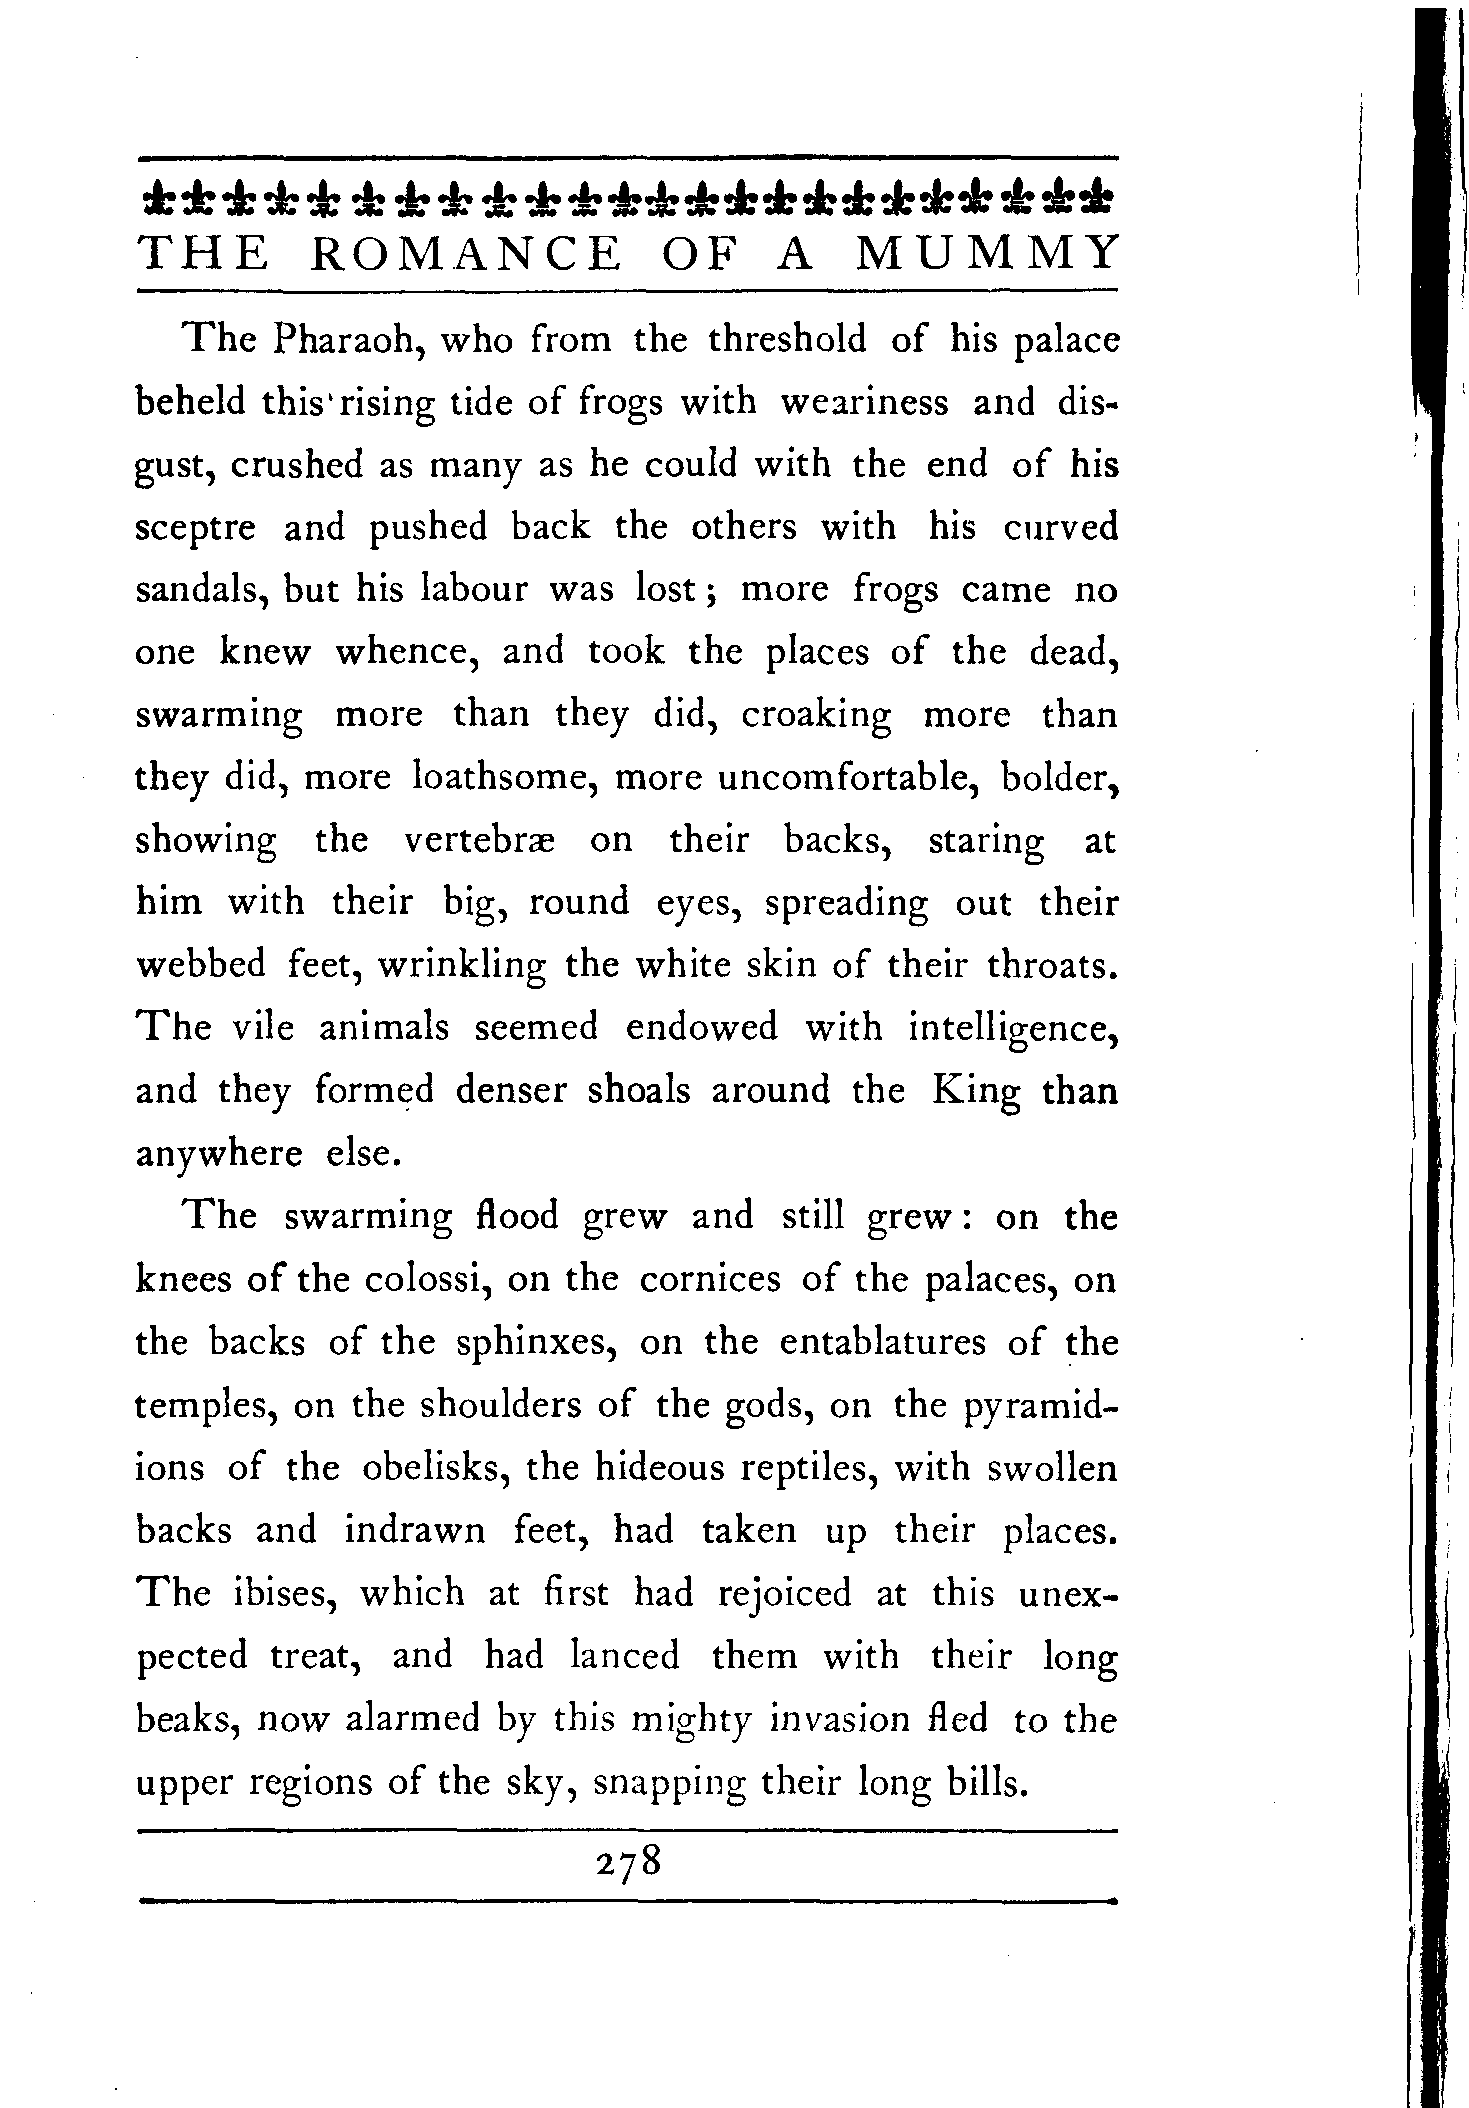 THE ROMANCE OF A MUMMY
The Pharaoh, who from the threshold of his palace
beheld this rising tide of frogs with weariness and dis-
gust, crushed as many as he could with the end of his
sceptre and pushed back the others with his curved
sandals, but his labour was lost; more frogs came no
one knew whence, and took the places of the dead,
swarming more than they did, croaking more than
they did, more loathsome, more uncomfortable, bolder,
showing the vertebræ on their backs, staring at
him with their big, round eyes, spreading out their
webbed feet, wrinkling the white skin of their throats.
The vile animals seemed endowed with intelligence,
and they formed denser shoals around the King than
anywhere else.
The swarming flood grew and still grew: on the
knees of the colossi, on the cornices of the palaces, on
the backs of the sphinxes, on the entablatures of the
temples, on the shoulders of the gods, on the pyramid-
ions of the obelisks, the hideous reptiles, with swollen
backs and indrawn feet, had taken up their places.
The ibises, which at first had rejoiced at this unex-
pected treat, and had lanced them with their long
beaks, now alarmed by this mighty invasion fled to the
upper regions of the sky, snapping their long bills.
278